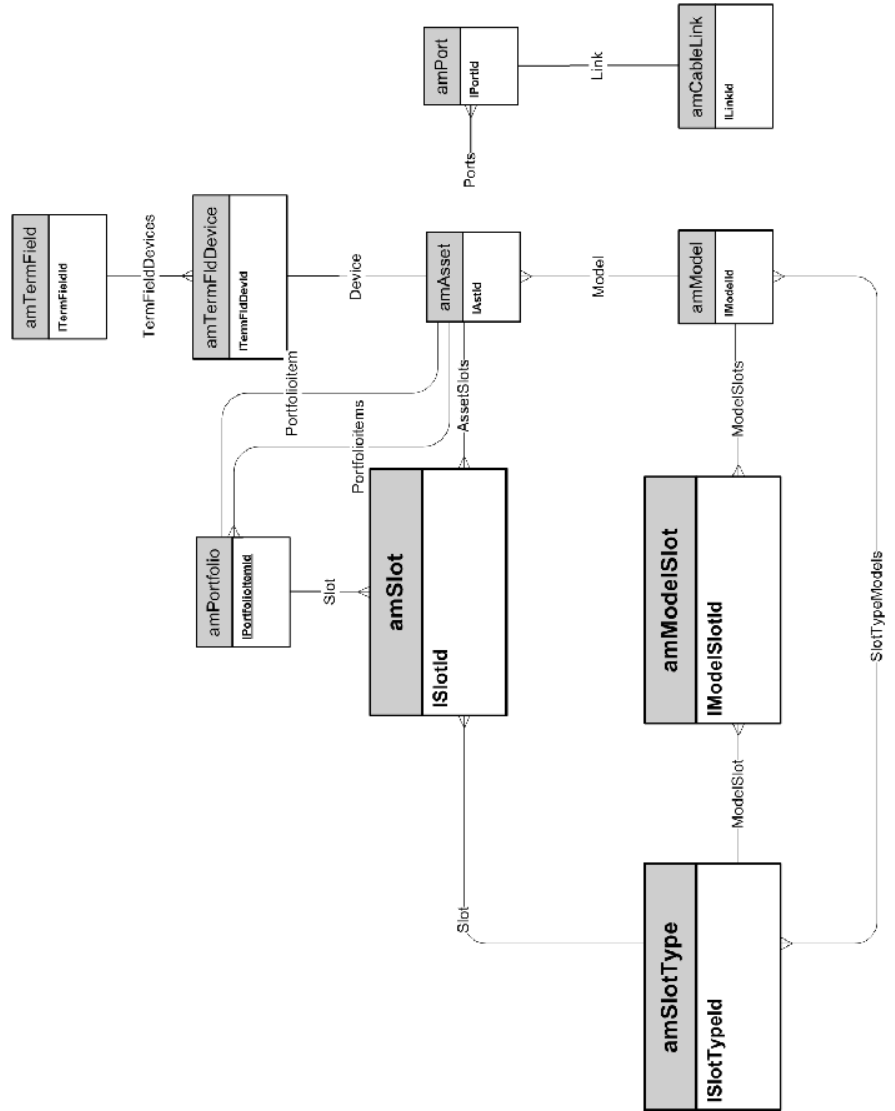 amTermField
lTermFieldId
TermFieldDevices
amTermFldDevice
lTermFldDevId
Device
amPortfolio
lPortfolioItemId
Portfolioitem
Portfolioitems
Slot
amAsset
lAstId
AssetSlots
amSlot
lSlotId
Model
amPort
lPortId
Ports
Link
amCableLink
lLinkId
amModel
lModelId
ModelSlots
amModelSlot
lModelSlotId
ModelSlot
Slot
amSlotType
lSlotTypeId
SlotTypeModels